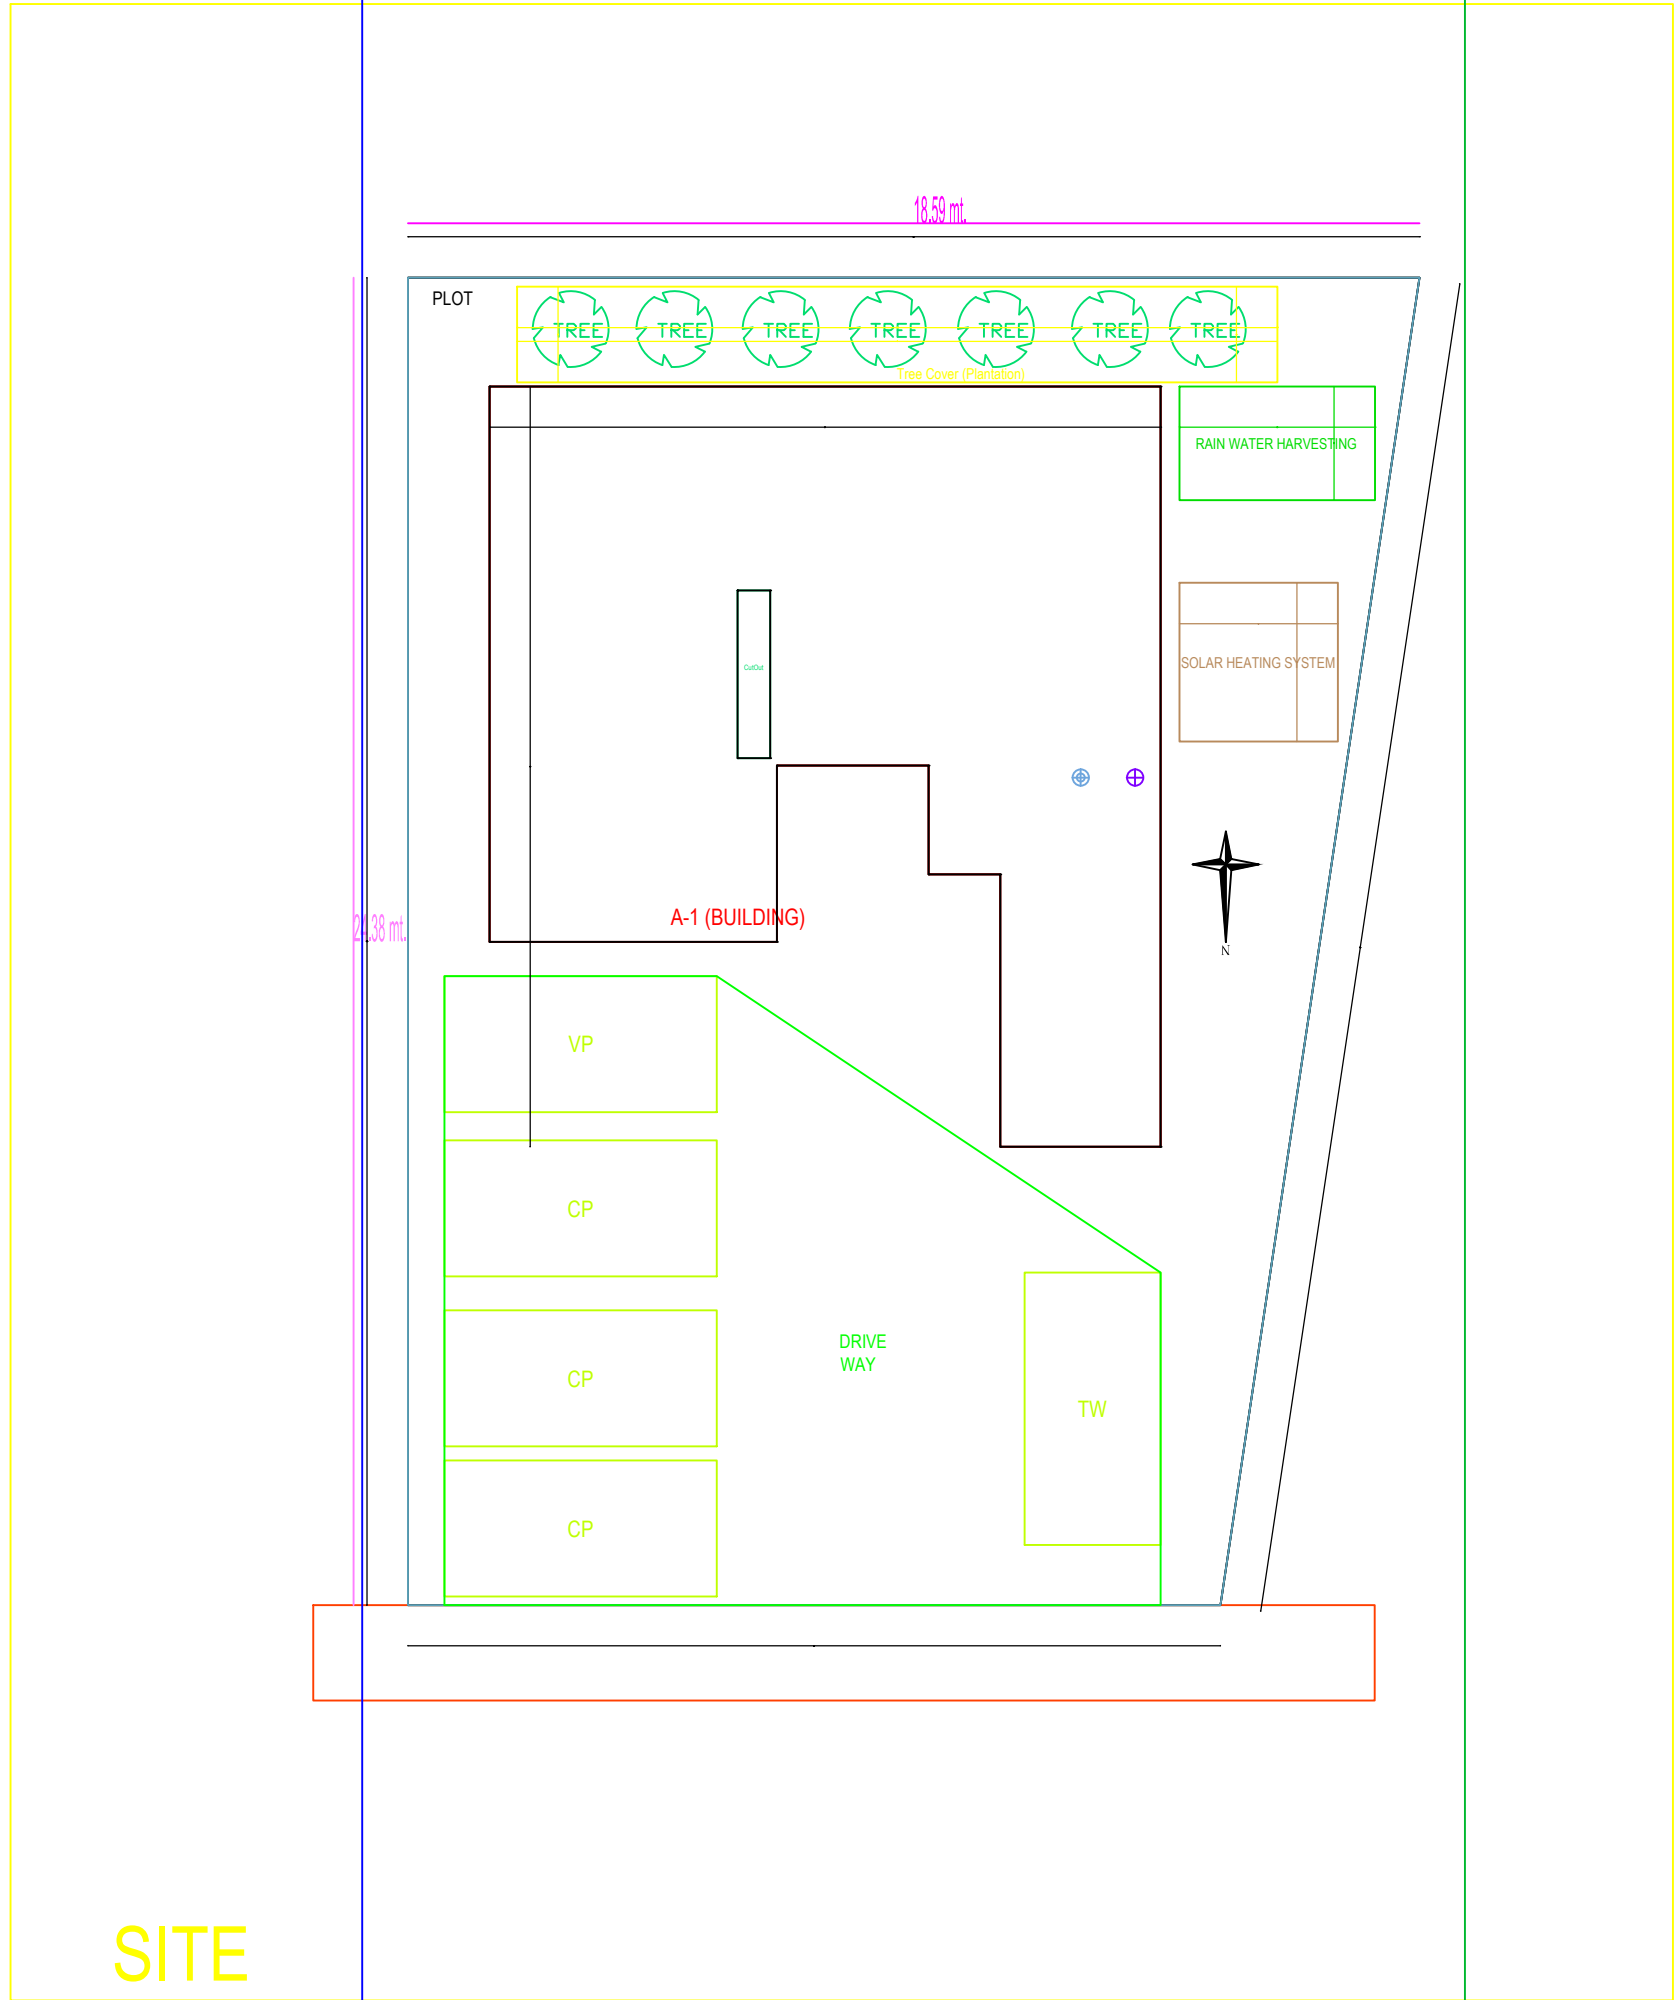 18.59 mt.
PLOT
TREE TREE TREE TREE TREE TREE TREE
Tree Cover (Plantation)
RAIN WATER HARVESTING
CutOut
SOLAR HEATING SYSTEM
A-1 (BUILDING)
24.38 mt.
N
VP
CP
DRIVE
WAY
CP
TW
CP
SITE